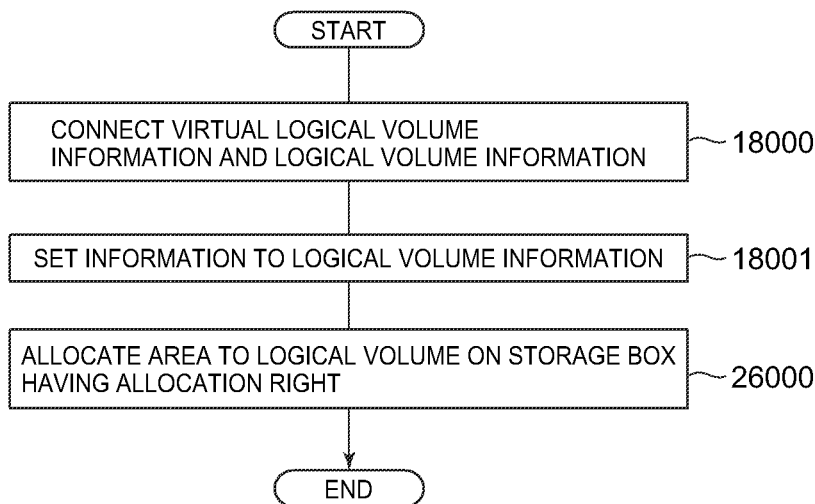 START
CONNECT VIRTUAL LOGICAL VOLUME
INFORMATION AND LOGICAL VOLUME INFORMATION
18000
SET INFORMATION TO LOGICAL VOLUME INFORMATION
18001
ALLOCATE AREA TO LOGICAL VOLUME ON STORAGE BOX
HAVING ALLOCATION RIGHT
26000
END